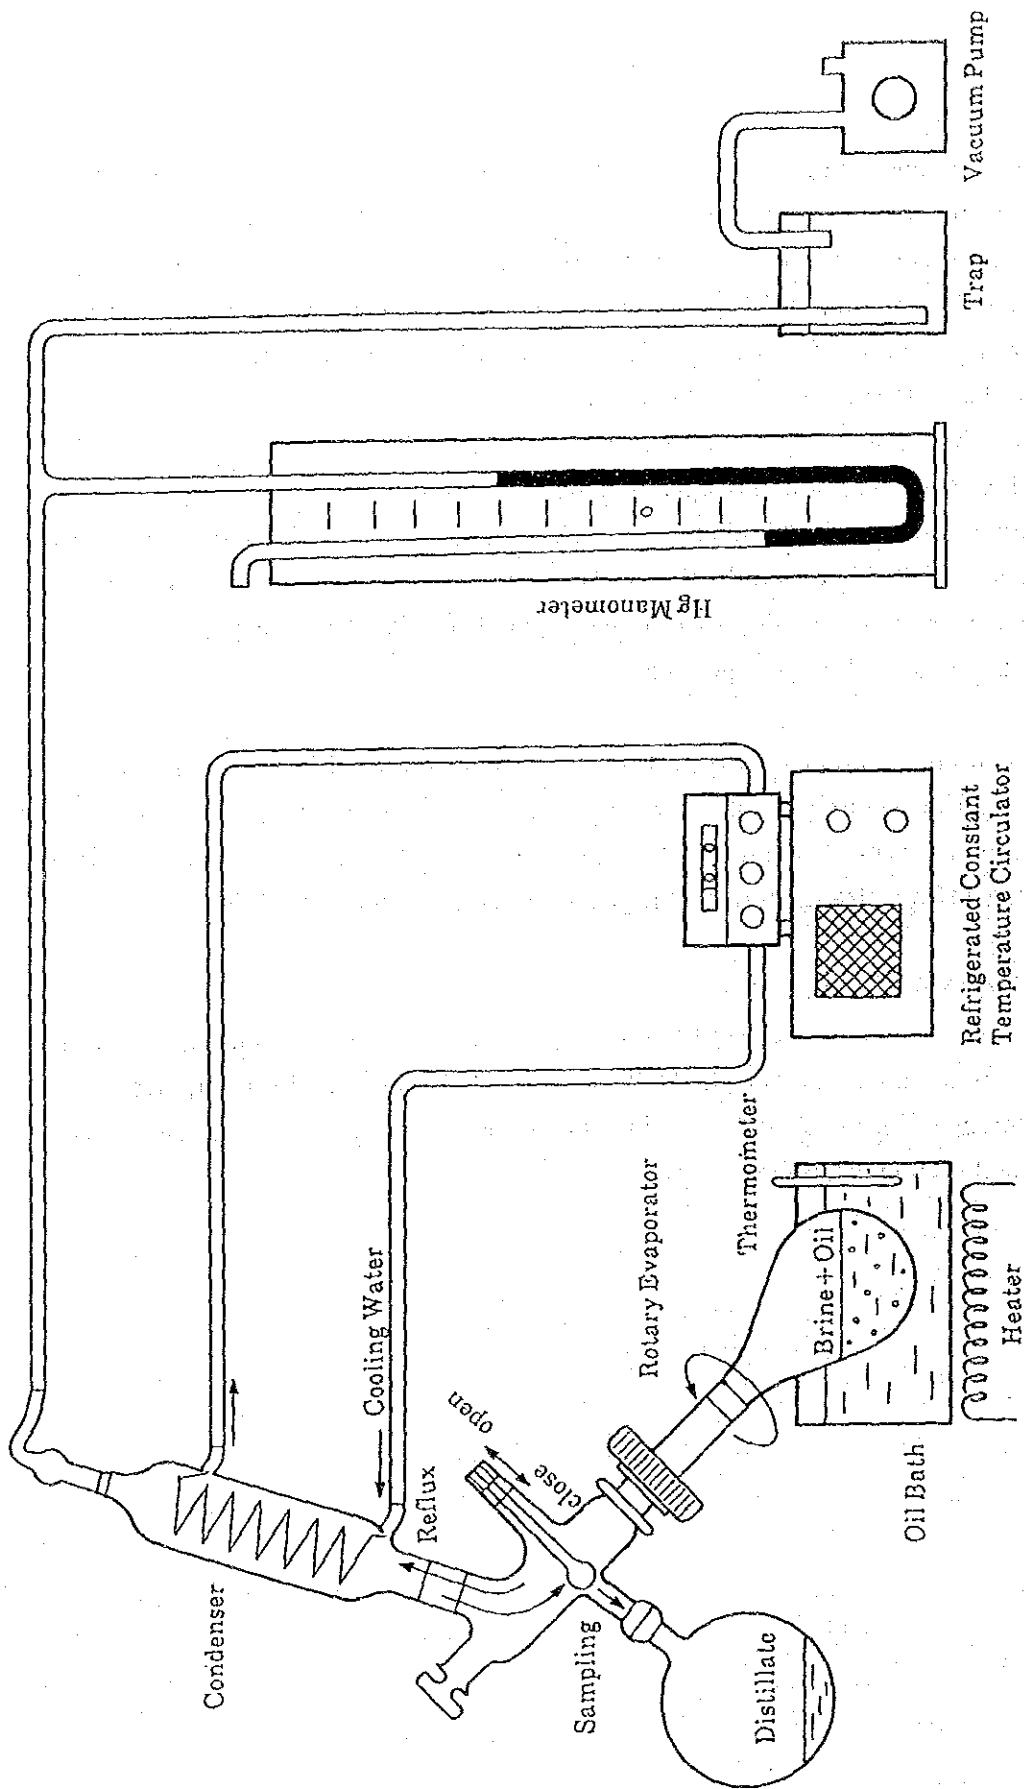 Condenser
Cooling Water
Reflux
open
close
Sampling
Distillate
Rotary Evaporator
Thermometer
Brine+Oil
Oil Bath
Heater
Refrigerated Constant
Temperature Circulator
Hg Manometer
0
Trap
Vacuum Pump